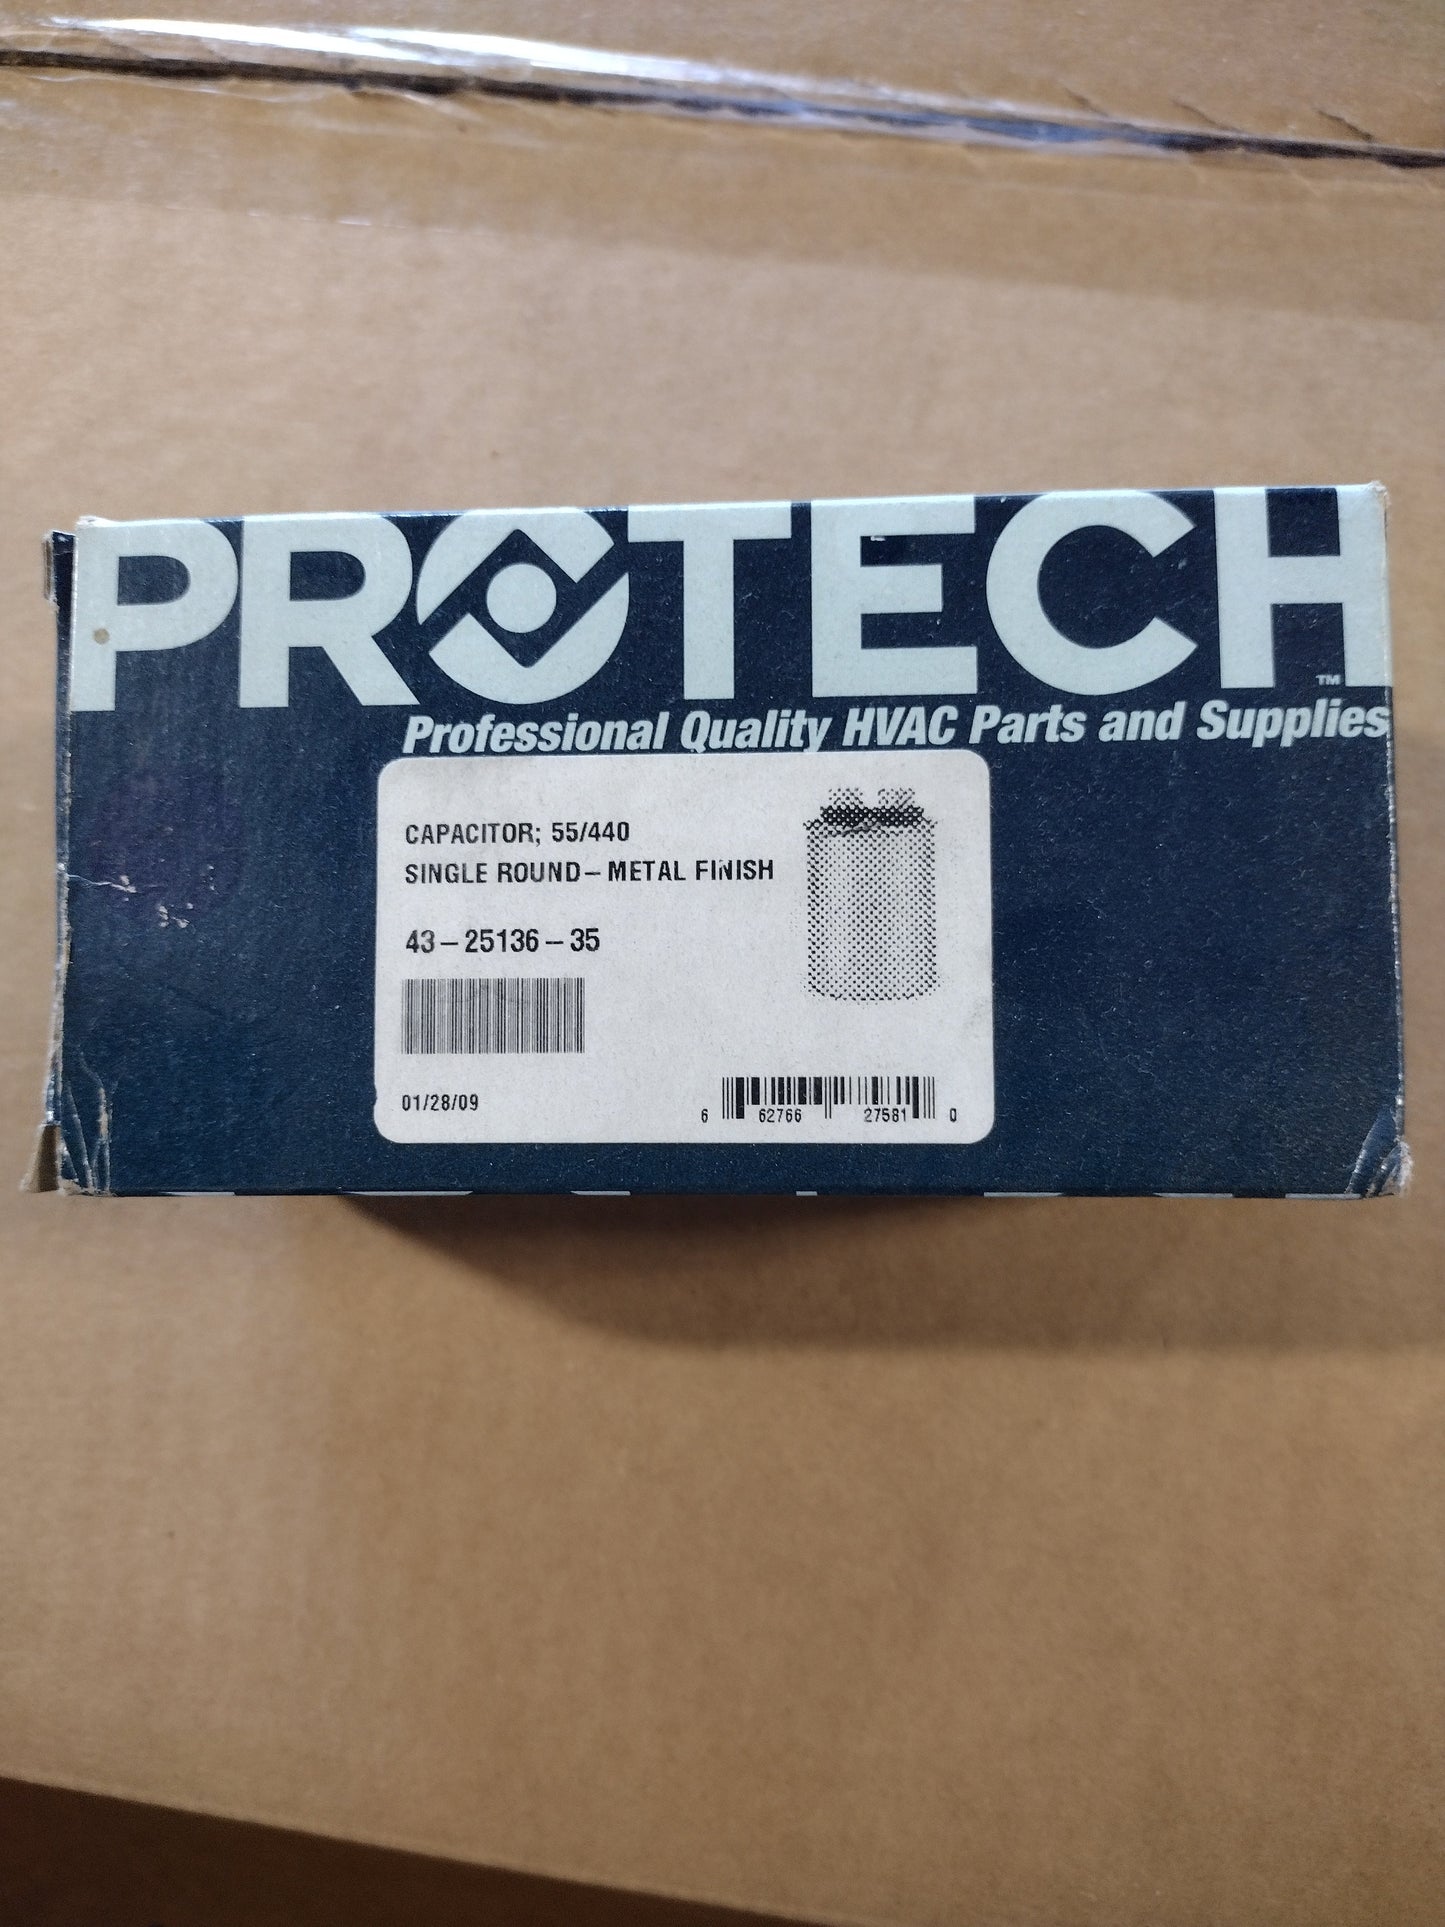 PROTECH™
Professional Quality HVAC Parts and Supplies
CAPACITOR; 55/440
SINGLE ROUND – METAL FINISH
43 – 25136 – 35
01/28/09
6 62766 27581 0